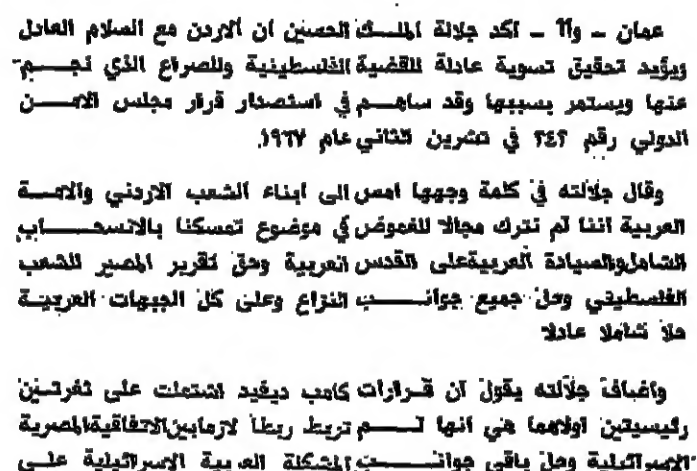 عمان - وآا - اكد جلالة الملك الحسين ان الاردن مع السلام العادل
ويؤيد تحقيق تسوية عادلة للقضية الفلسطينية وللصراع الذي نجم
عنها ويستمر بسببها وقد ساهم في استصدار قرار مجلس الامن
الدولي رقم ٢٤٢ في تشرين الثاني عام ١٩٦٧.
وقال جلالته في كلمة وجهها امس الى ابناء الشعب الاردني والامة
العربية اننا لم نترك مجالا للغموض في موضوع تمسكنا بالانسحاب
الشامل والسيادة العربية على القدس العربية وحق تقرير المصير للشعب
الفلسطيني وحل جميع جوانب النزاع وعلى كل الجبهات العربية
حلا شاملا عادلا
واضاف جلالته يقول ان قرارات كامب ديفيد اشتملت على ثغرتين
رئيسيتين اولاهما هي انها لم تربط ربطا لازما بين الاتفاقية المصرية
الاسرائيلية وحل باقي جوانب المشكلة العربية الاسرائيلية على